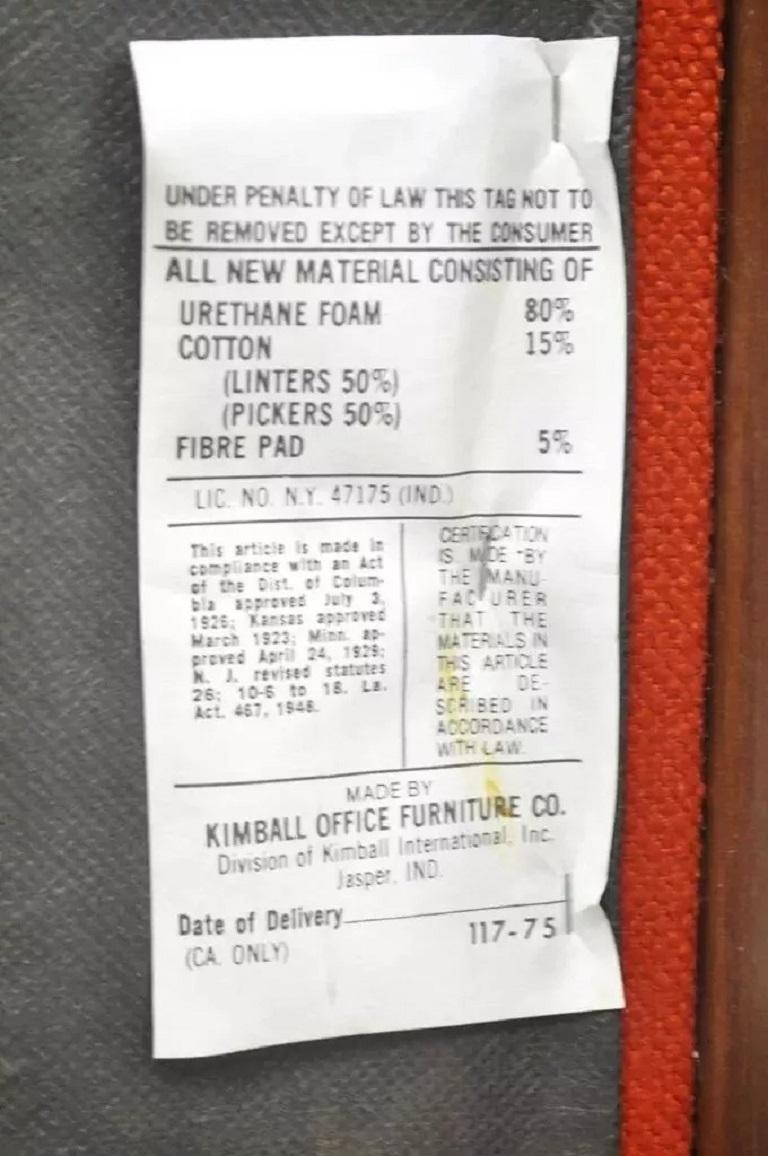 UNDER PENALTY OF LAW THIS TAG NOT TO
BE REMOVED EXCEPT BY THE CONSUMER
ALL NEW MATERIAL CONSISTING OF
URETHANE FOAM 80%
COTTON 15%
(LINTERS 50%)
(PICKERS 50%)
FIBRE PAD 5%
LIC. NO. N.Y. 47175 (IND.)
This article is made in
compliance with an Act
of the Dist. of Colum-
bia approved July 3,
1926; Kansas approved
March 1923; Minn. ap-
proved April 24, 1929;
N. J. revised statutes
26; 10-6 to 18. La.
Act. 467, 1948.
CERTIFICATION
IS MADE BY
THE MANU-
FACTURER
THAT THE
MATERIALS IN
THIS ARTICLE
ARE DE-
SCRIBED IN
ACCORDANCE
WITH LAW.
MADE BY
KIMBALL OFFICE FURNITURE CO.
Division of Kimball International, Inc.
Jasper, IND.
Date of Delivery
(CA. ONLY)
117-75